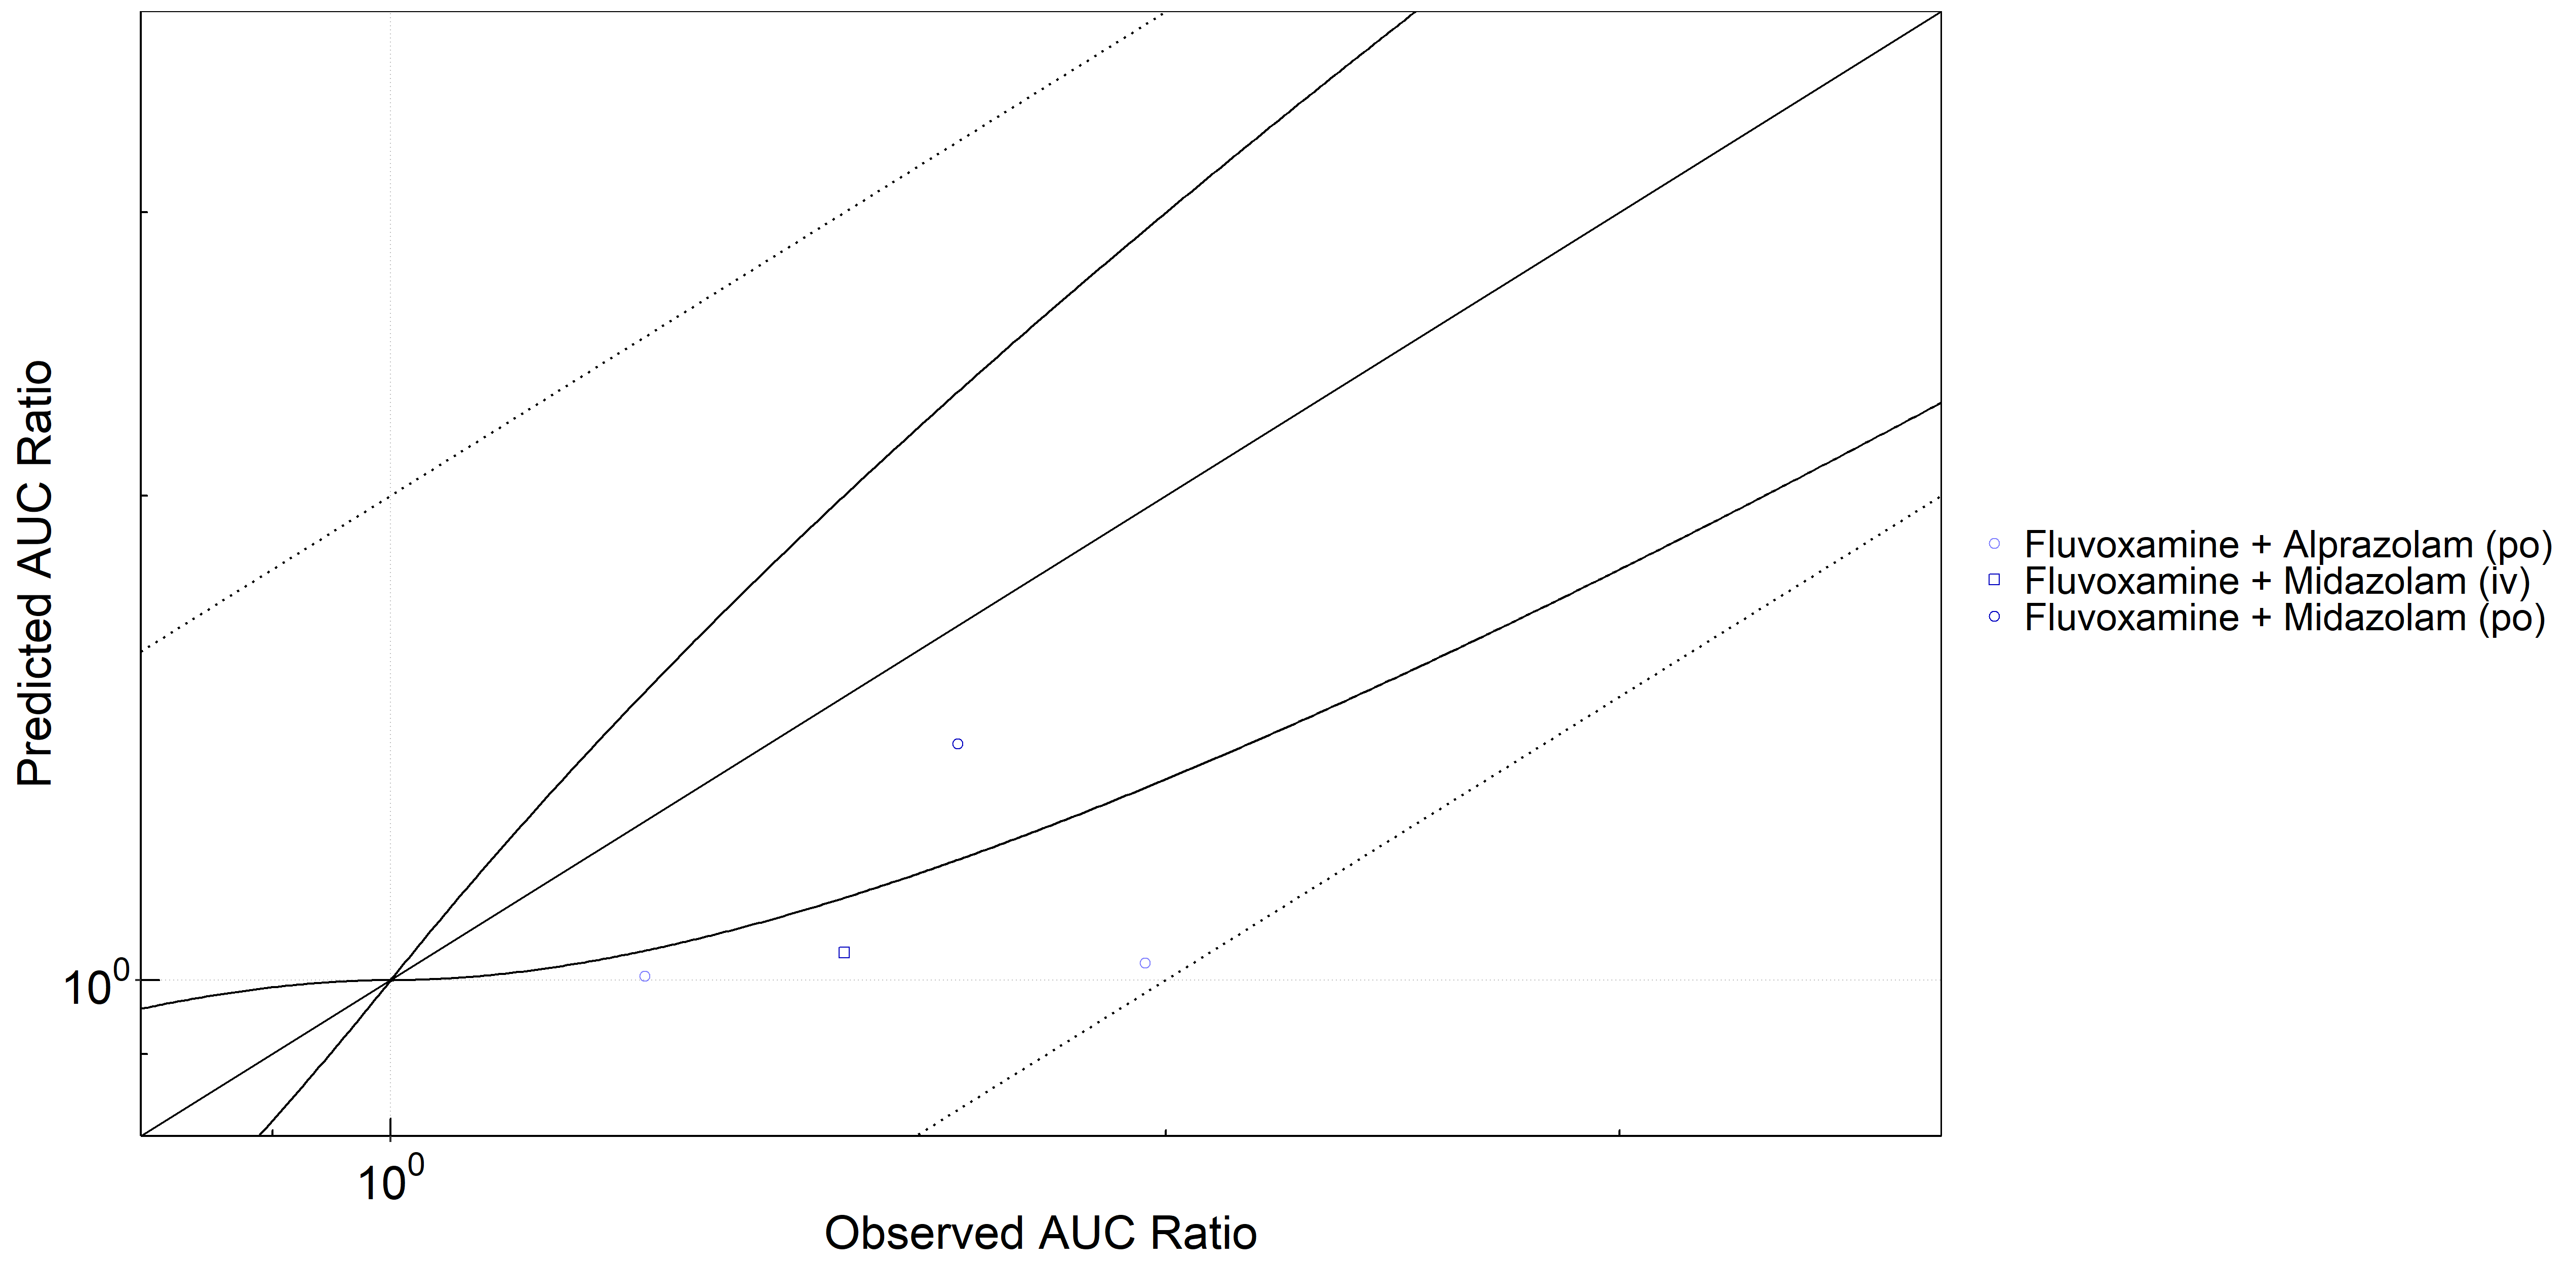 Predicted AUC Ratio
10⁰
10⁰
Observed AUC Ratio
Fluvoxamine + Alprazolam (po)
Fluvoxamine + Midazolam (iv)
Fluvoxamine + Midazolam (po)